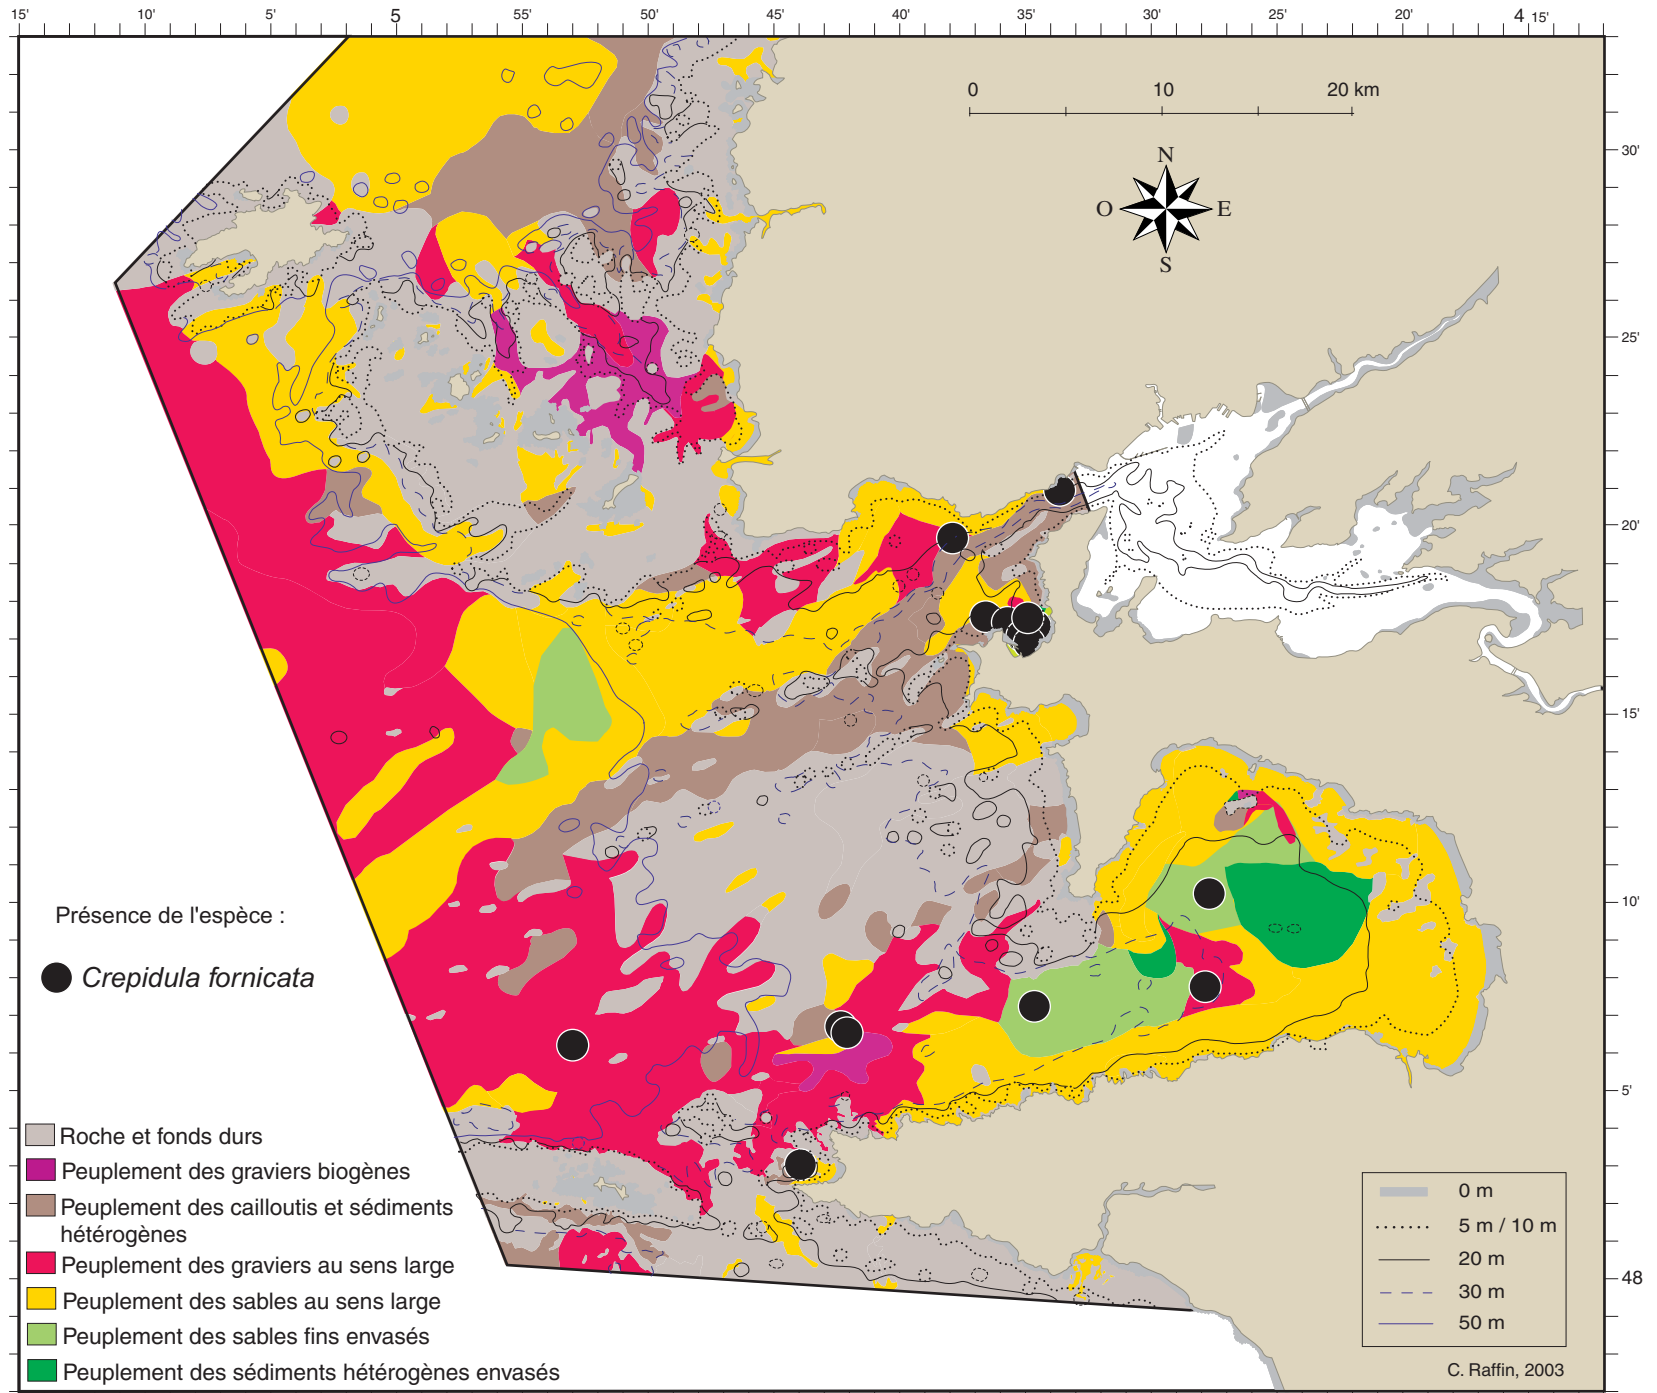 15' 10' 5' 5 55' 50' 45' 40' 35' 30' 25' 20' 4 15'
0 10 20 km
N
O E
S
30'
25'
20'
15'
10'
5'
48
Présence de l'espèce :
Crepidula fornicata
Roche et fonds durs
Peuplement des graviers biogènes
Peuplement des cailloutis et sédiments
hétérogènes
Peuplement des graviers au sens large
Peuplement des sables au sens large
Peuplement des sables fins envasés
Peuplement des sédiments hétérogènes envasés
0 m
5 m / 10 m
20 m
30 m
50 m
C. Raffin, 2003